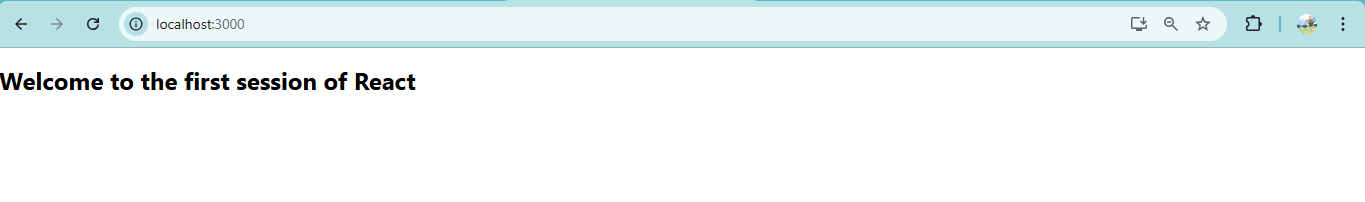 localhost:3000
Welcome to the first session of React